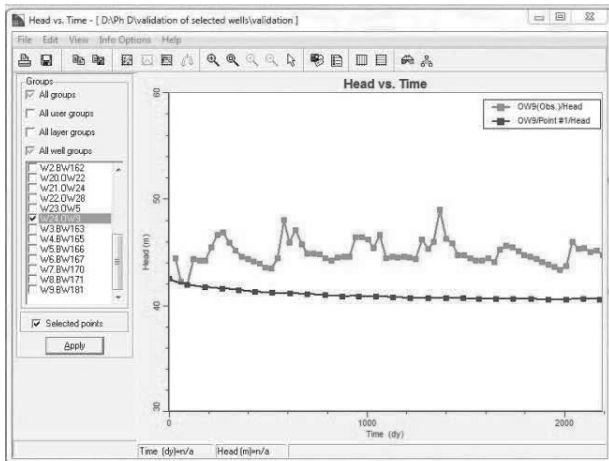 Head vs. Time - [ D:\Ph D\validation of selected wells\validation ]
File Edit View Info Options Help
Groups
All groups
All user groups
All layer groups
All well groups
W2.BW162
W20.OW22
W21.OW24
W22.OW28
W23.OW5
W24.OW9
W3.BW163
W4.BW165
W5.BW166
W6.BW167
W7.BW170
W8.BW171
W9.BW181
Selected points
Apply
Head vs. Time
OW9(Obs.)/Head
OW9/Point #1/Head
Head (m)
60
50
40
30
0
1000
2000
Time (dy)
Time (dy)=n/a Head (m)=n/a